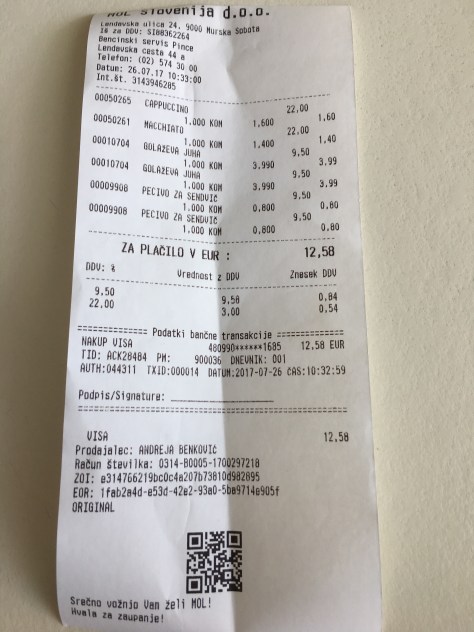 MOL Slovenija d.o.o.
Lendavska ulica 24, 9000 Murska Sobota
ID za DDV: SI88362264
Bencinski servis Pince
Lendavska cesta 44 a
Telefon: (02) 574 30 00
Datum: 26.07.17 10:33:00
Int.št. 3143946285
00050265 CAPPUCCINO 22.00
1.000 KOM 1,600 1.60
00050261 MACCHIATO 22.00
1.000 KOM 1.400 1.40
00010704 GOLAŽEVA JUHA 9.50
1.000 KOM 3.990 3.99
00010704 GOLAŽEVA JUHA 9.50
1.000 KOM 3.990 3.99
00009908 PECIVO ZA SENDVIČ 9.50
1.000 KOM 0,800 0.80
00009908 PECIVO ZA SENDVIČ 9.50
1.000 KOM 0,800 0.80
ZA PLAČILO V EUR : 12,58
DDV: % Vrednost z DDV Znesek DDV
9,50 9,58 0,84
22,00 3,00 0,54
Podatki bančne transakcije
NAKUP VISA 480990******1685 12.58 EUR
TID: ACK28484 PM: 900036 DNEVNIK: 001
AUTH:044311 TXID:000014 DATUM:2017-07-26 ČAS:10:32:59
Podpis/Signature: ____________________
VISA 12,58
Prodajalec: ANDREJA BENKOVIČ
Račun številka: 0314-B0005-1700297218
ZOI: e314766219bc0c4a207b73810d982895
EOR: 1fab2a4d-e53d-42e2-93a0-5ba9714e905f
ORIGINAL
Srečno vožnjo Vam želi MOL!
Hvala za zaupanje!